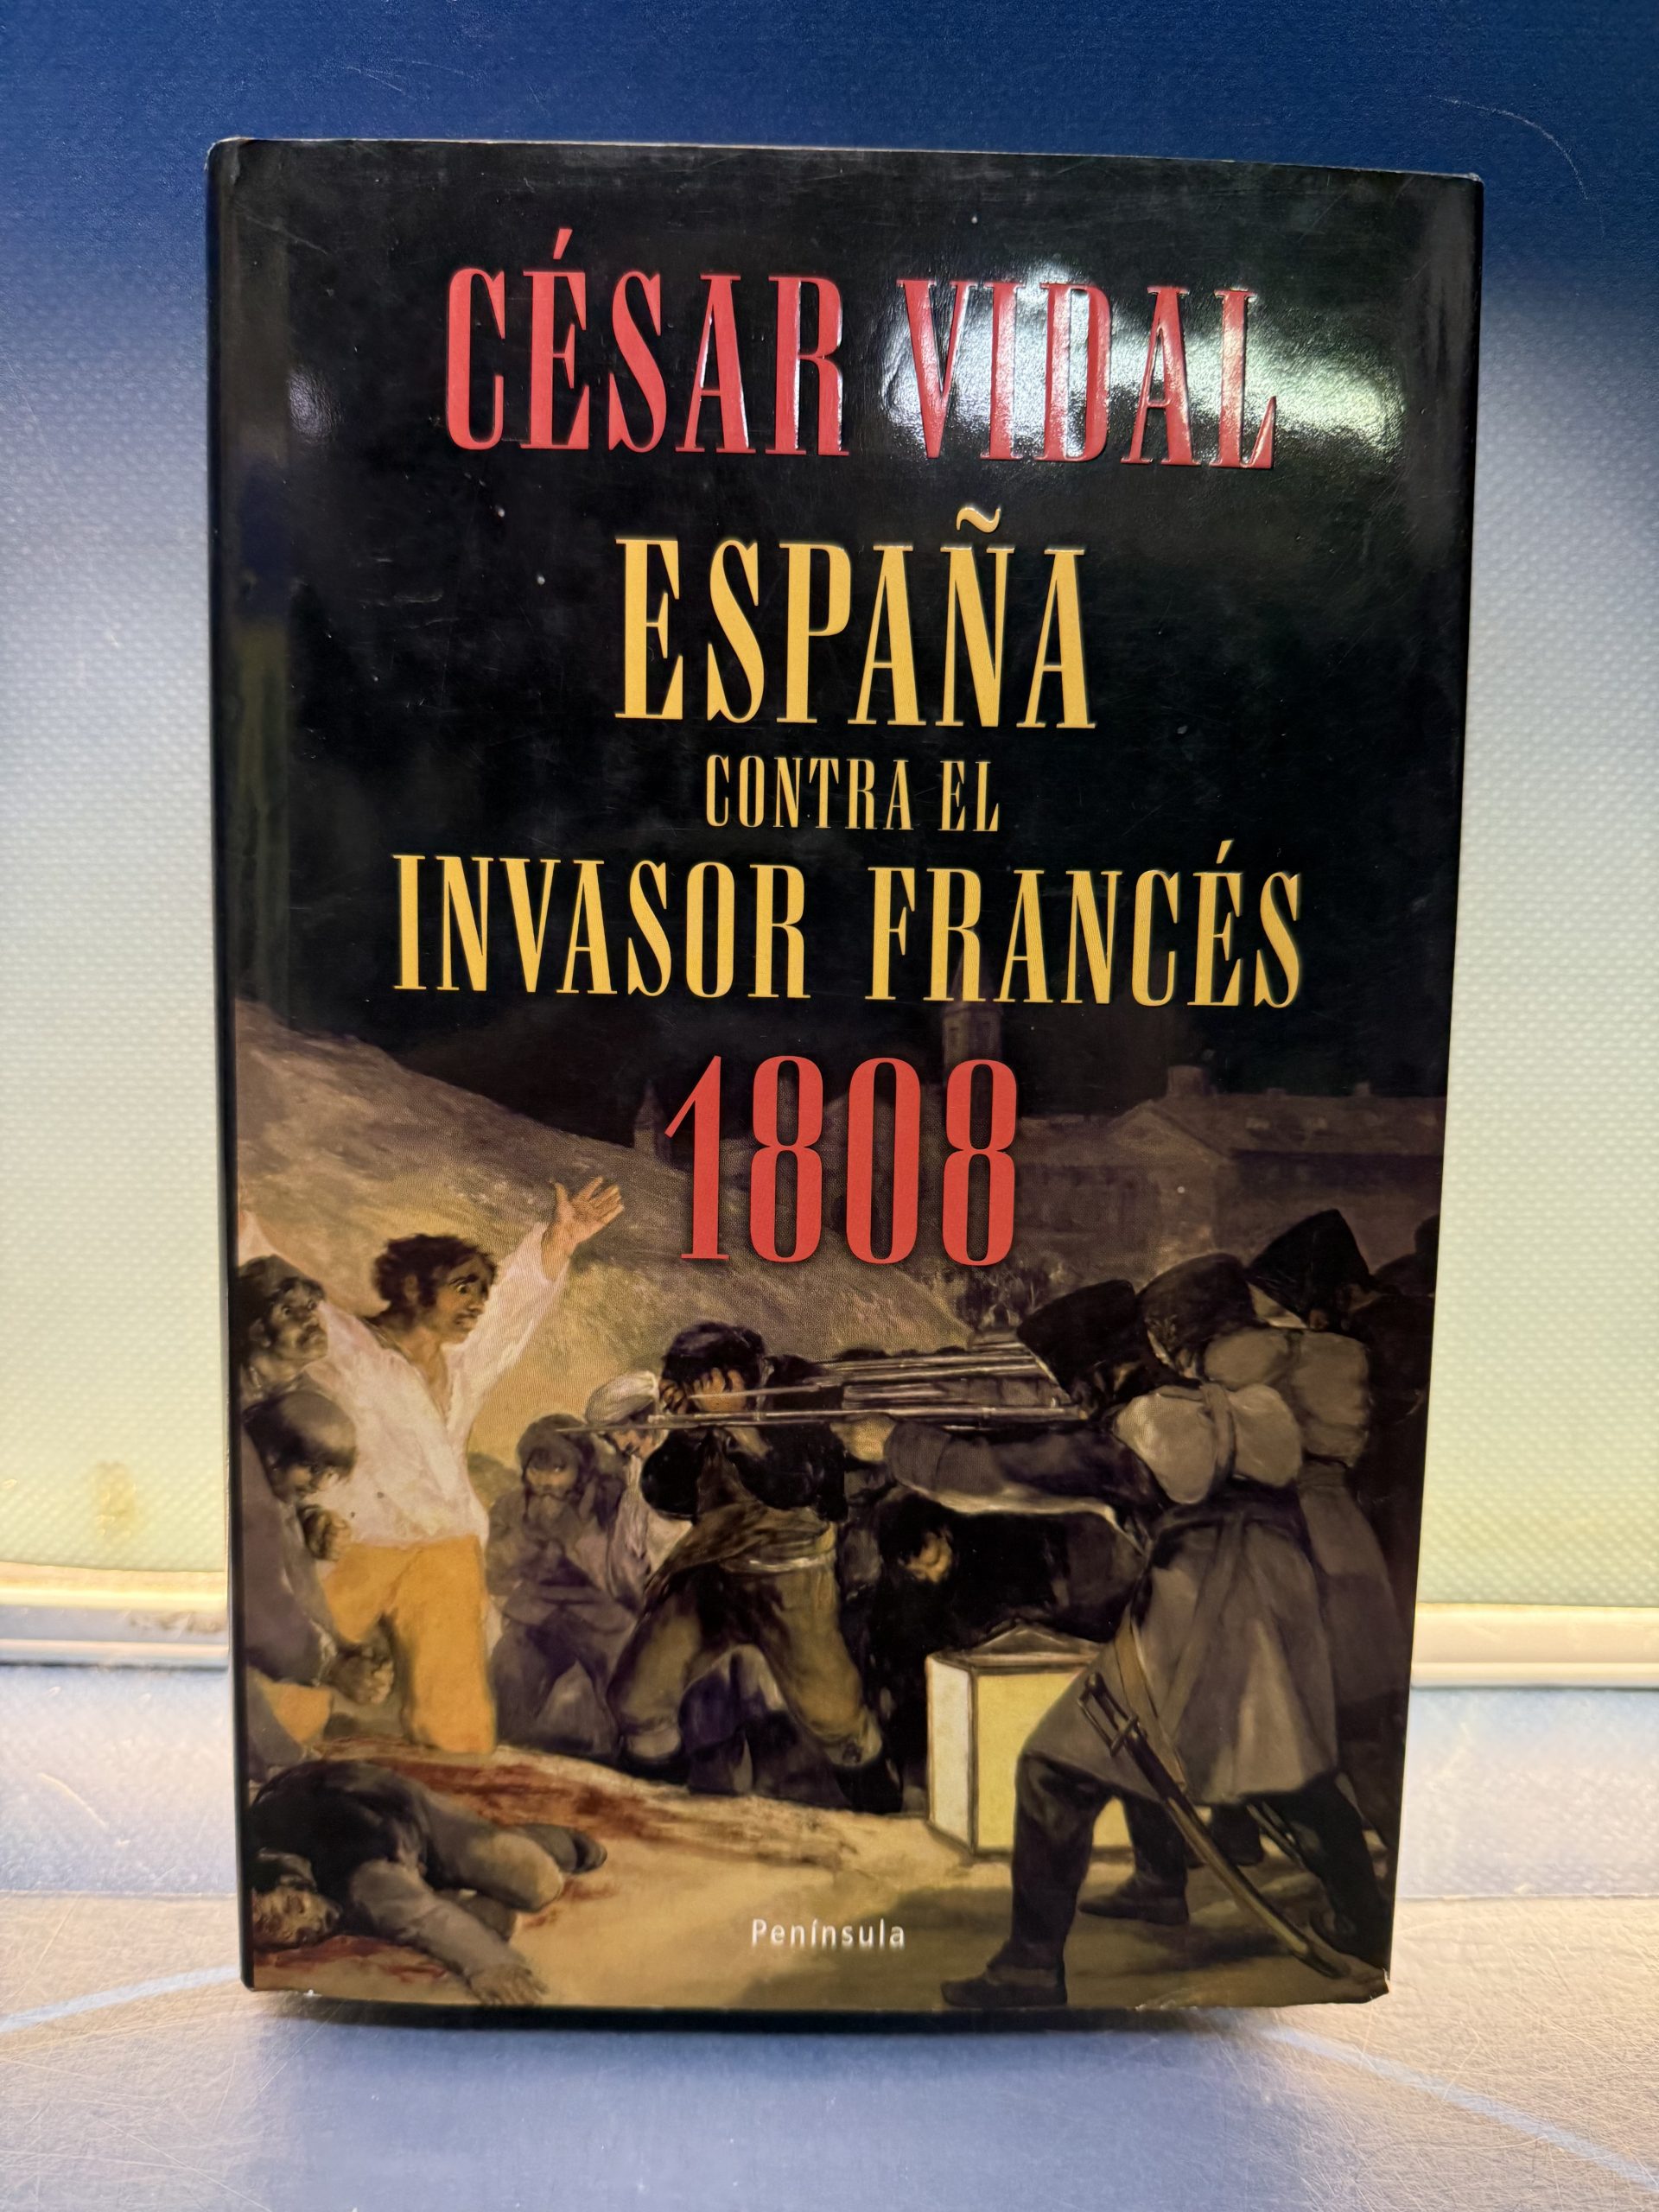 CÉSAR VIDAL
ESPAÑA
CONTRA EL
INVASOR FRANCÉS
1808
Península